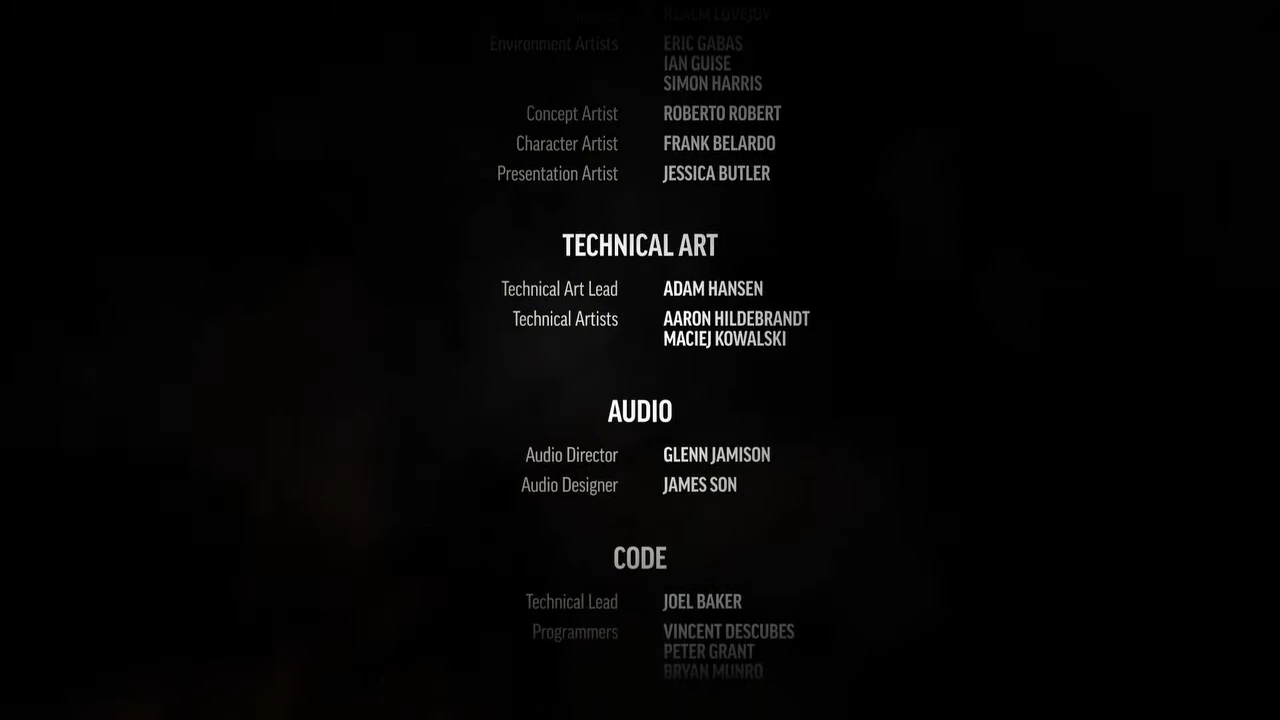 Environment Artists ERIC GABAS
IAN GUISE
SIMON HARRIS
Concept Artist ROBERTO ROBERT
Character Artist FRANK BELARDO
Presentation Artist JESSICA BUTLER
TECHNICAL ART
Technical Art Lead ADAM HANSEN
Technical Artists AARON HILDEBRANDT
MACIEJ KOWALSKI
AUDIO
Audio Director GLENN JAMISON
Audio Designer JAMES SON
CODE
Technical Lead JOEL BAKER
Programmers VINCENT DESCUBES
PETER GRANT
BRYAN MUNRO